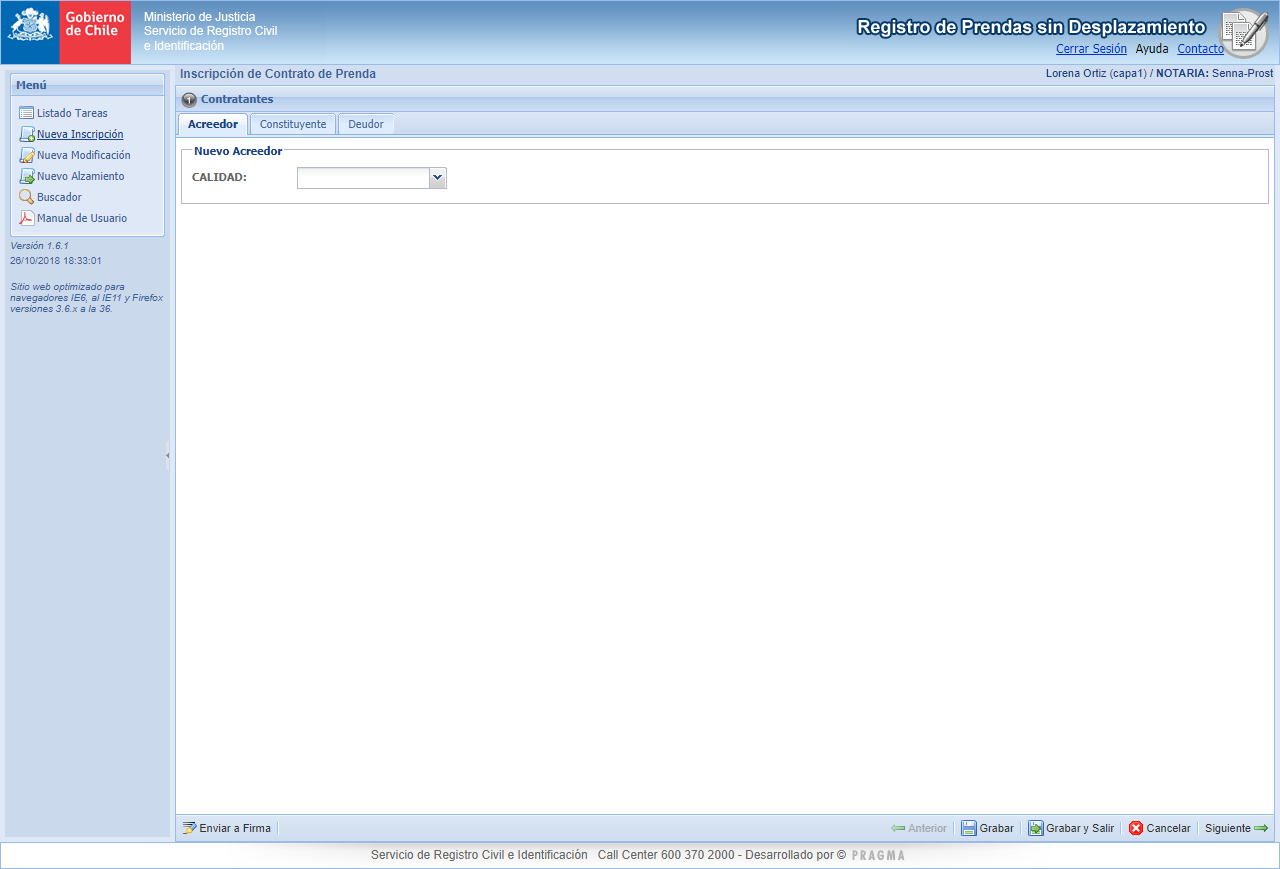 Gobierno
de Chile
Ministerio de Justicia
Servicio de Registro Civil
e Identificación
Registro de Prendas sin Desplazamiento
Cerrar Sesión Ayuda Contacto
Menú
Listado Tareas
Nueva Inscripción
Nueva Modificación
Nuevo Alzamiento
Buscador
Manual de Usuario
Versión 1.6.1
26/10/2018 18:33:01
Sitio web optimizado para
navegadores IE6, al IE11 y Firefox
versiones 3.6.x a la 36.
Inscripción de Contrato de Prenda
Lorena Ortiz (capa1) / NOTARIA: Senna-Prost
1 Contratantes
Acreedor Constituyente Deudor
Nuevo Acreedor
CALIDAD:
Enviar a Firma
Anterior Grabar Grabar y Salir Cancelar Siguiente
Servicio de Registro Civil e Identificación Call Center 600 370 2000 - Desarrollado por © PRAGMA